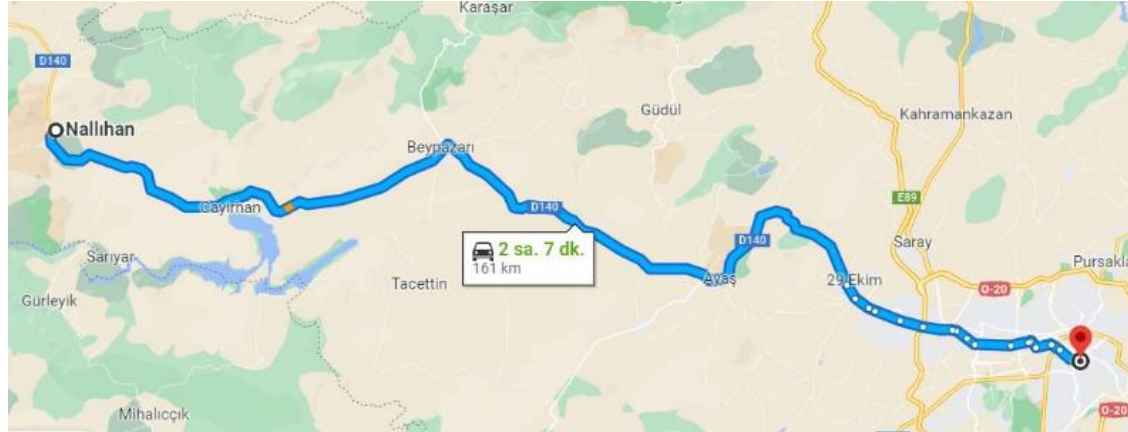 Karaşar
D140
Güdül
Kahramankazan
Nallıhan
Beypazarı
E89
Çayırhan
D140
D140
Saray
2 sa. 7 dk.
161 km
Sarıyar
Tacettin
Ayaş
29 Ekim
Pursakla
O-20
Gürleyik
Mihalıccık
O-20